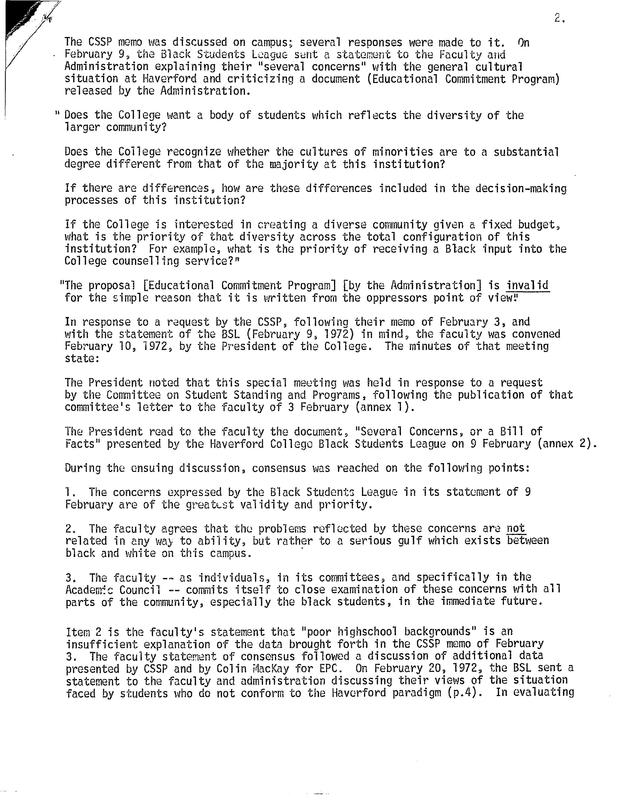 2.
The CSSP memo was discussed on campus; several responses were made to it. On
February 9, the Black Students League sent a statement to the Faculty and
Administration explaining their "several concerns" with the general cultural
situation at Haverford and criticizing a document (Educational Commitment Program)
released by the Administration.
" Does the College want a body of students which reflects the diversity of the
larger community?
Does the College recognize whether the cultures of minorities are to a substantial
degree different from that of the majority at this institution?
If there are differences, how are these differences included in the decision-making
processes of this institution?
If the College is interested in creating a diverse community given a fixed budget,
what is the priority of that diversity across the total configuration of this
institution? For example, what is the priority of receiving a Black input into the
College counselling service?"
"The proposal [Educational Commitment Program] [by the Administration] is invalid
for the simple reason that it is written from the oppressors point of view."
In response to a request by the CSSP, following their memo of February 3, and
with the statement of the BSL (February 9, 1972) in mind, the faculty was convened
February 10, 1972, by the President of the College. The minutes of that meeting
state:
The President noted that this special meeting was held in response to a request
by the Committee on Student Standing and Programs, following the publication of that
committee's letter to the faculty of 3 February (annex 1).
The President read to the faculty the document, "Several Concerns, or a Bill of
Facts" presented by the Haverford College Black Students League on 9 February (annex 2).
During the ensuing discussion, consensus was reached on the following points:
1. The concerns expressed by the Black Students League in its statement of 9
February are of the greatest validity and priority.
2. The faculty agrees that the problems reflected by these concerns are not
related in any way to ability, but rather to a serious gulf which exists between
black and white on this campus.
3. The faculty -- as individuals, in its committees, and specifically in the
Academic Council -- commits itself to close examination of these concerns with all
parts of the community, especially the black students, in the immediate future.
Item 2 is the faculty's statement that "poor highschool backgrounds" is an
insufficient explanation of the data brought forth in the CSSP memo of February
3. The faculty statement of consensus followed a discussion of additional data
presented by CSSP and by Colin MacKay for EPC. On February 20, 1972, the BSL sent a
statement to the faculty and administration discussing their views of the situation
faced by students who do not conform to the Haverford paradigm (p.4). In evaluating